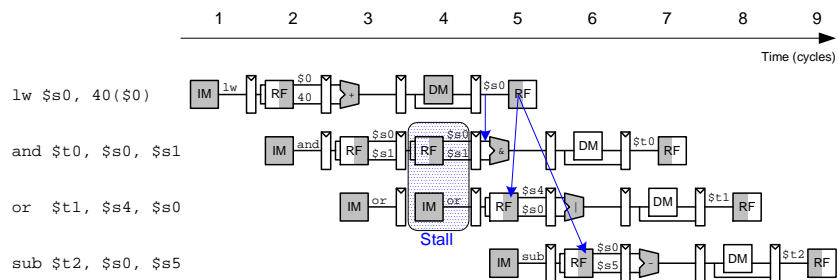 1 2 3 4 5 6 7 8 9
Time (cycles)
lw $s0, 40($0) IM lw RF $0 40 + DM $s0 RF
and $t0, $s0, $s1 IM and RF $s0 $s1 RF $s0 $s1 & DM $t0 RF
or $t1, $s4, $s0 IM or IM or RF $s4 $s0 | DM $t1 RF
Stall
sub $t2, $s0, $s5 IM sub RF $s0 $s5 - DM $t2 RF